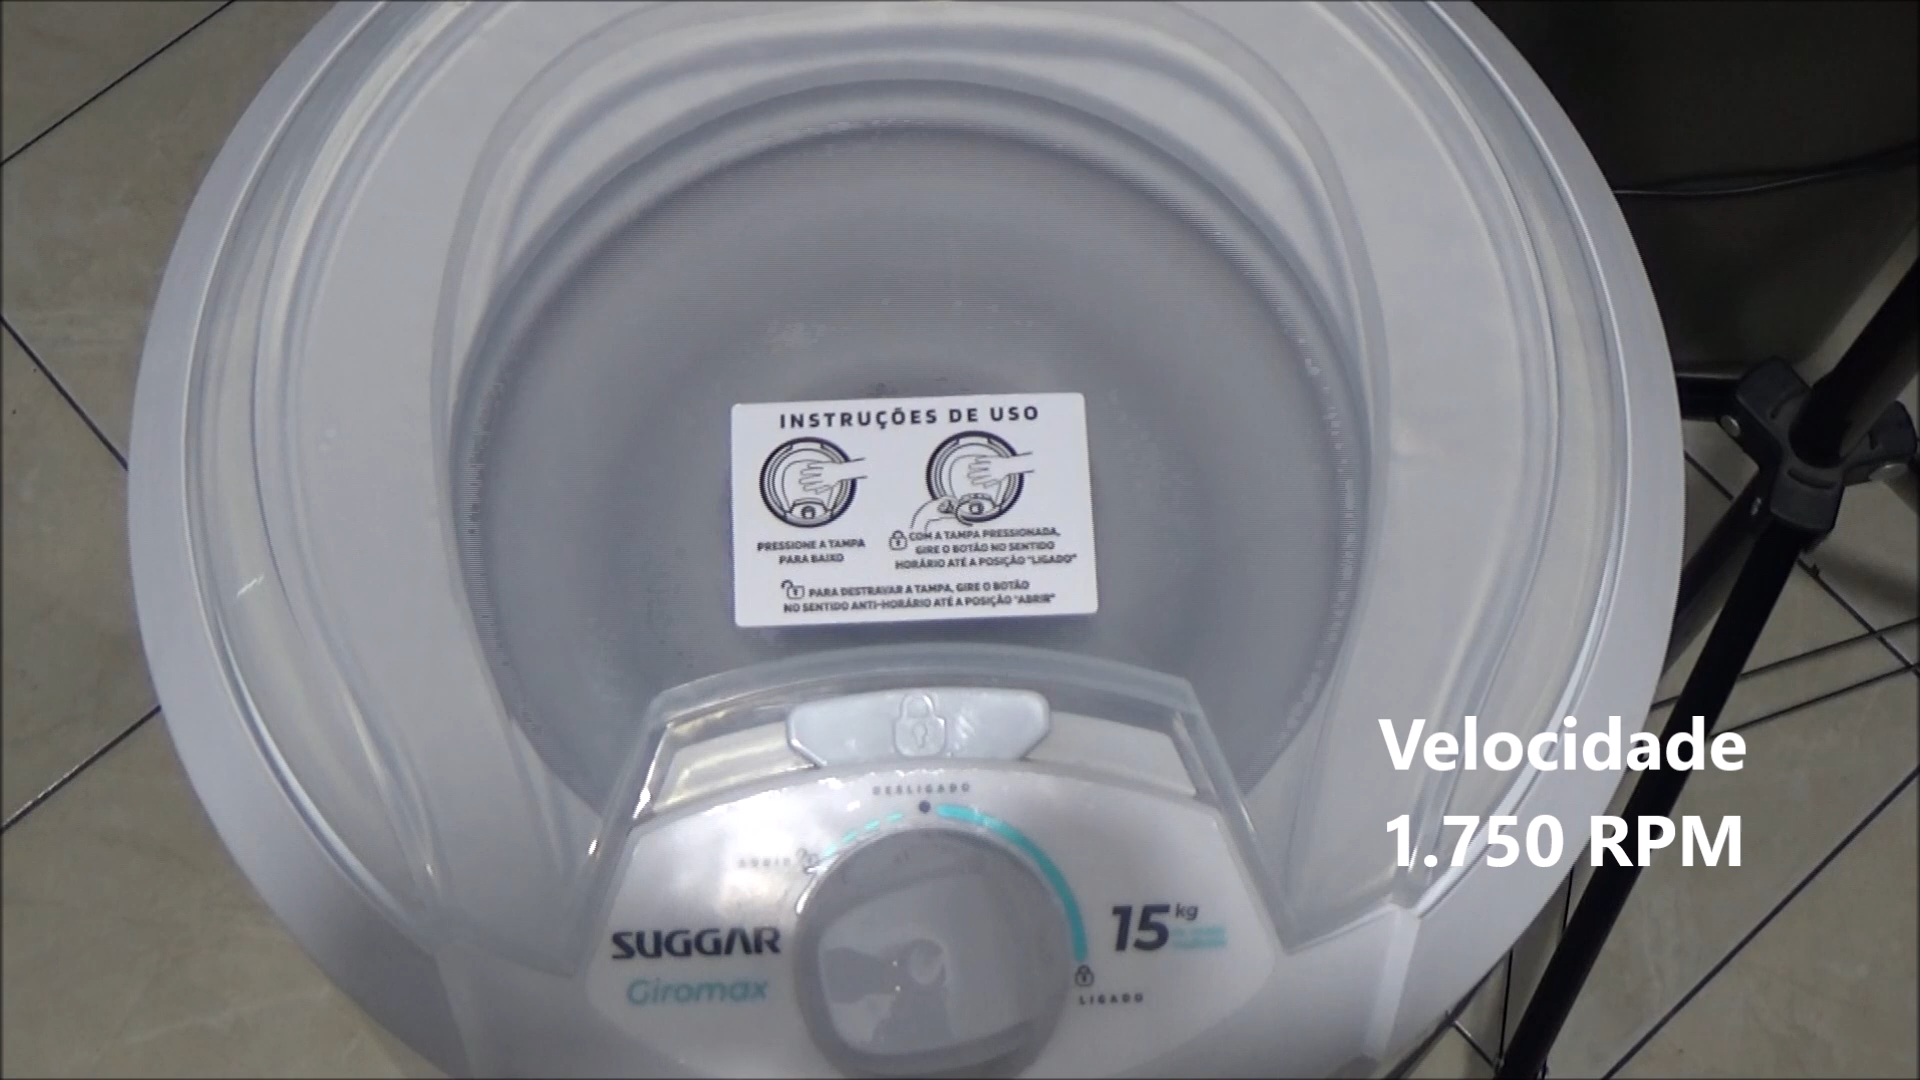 INSTRUÇÕES DE USO
PRESSIONE A TAMPA
PARA BAIXO
COM A TAMPA PRESSIONADA,
GIRE O BOTÃO NO SENTIDO
HORÁRIO ATÉ A POSIÇÃO "LIGADO"
PARA DESTRAVAR A TAMPA, GIRE O BOTÃO
NO SENTIDO ANTI-HORÁRIO ATÉ A POSIÇÃO "ABRIR"
Velocidade
1.750 RPM
DESLIGADO
ABRIR
SUGGAR
Giromax
15 kg
LIGADO